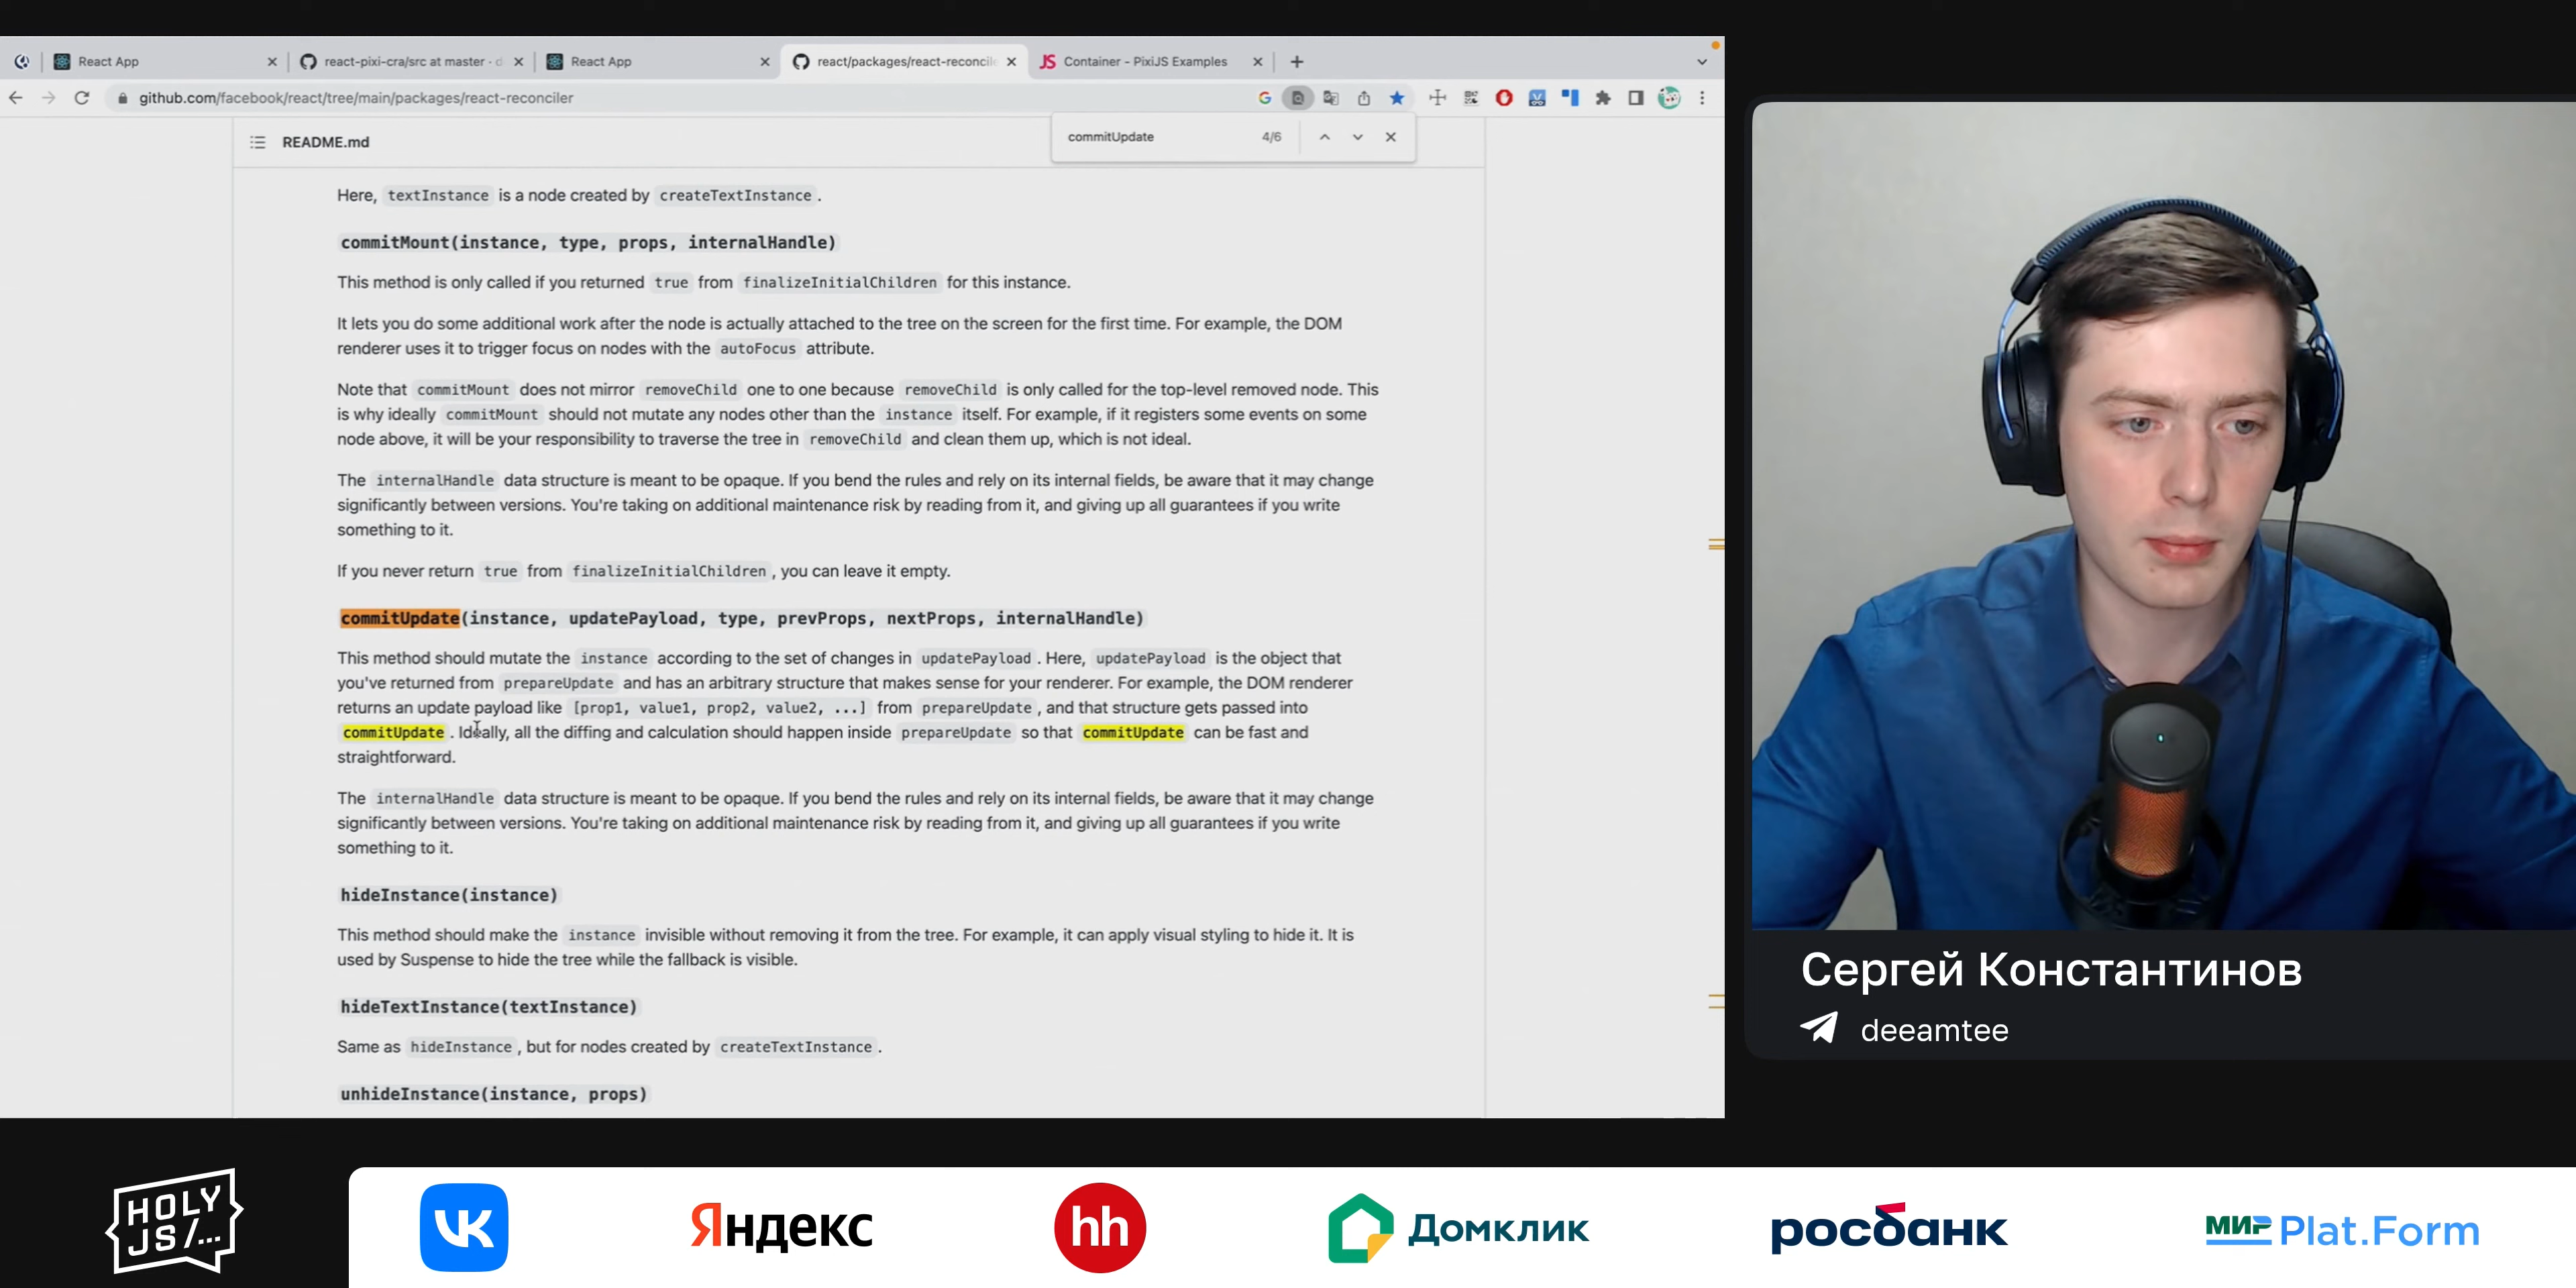 React App
react-pixi-cra/src at master · d
React App
react/packages/react-reconcile
JS Container - PixiJS Examples
github.com/facebook/react/tree/main/packages/react-reconciler
commitUpdate 4/6
README.md
Here, textInstance is a node created by createTextInstance.
commitMount(instance, type, props, internalHandle)
This method is only called if you returned true from finalizeInitialChildren for this instance.
It lets you do some additional work after the node is actually attached to the tree on the screen for the first time. For example, the DOM
renderer uses it to trigger focus on nodes with the autoFocus attribute.
Note that commitMount does not mirror removeChild one to one because removeChild is only called for the top-level removed node. This
is why ideally commitMount should not mutate any nodes other than the instance itself. For example, if it registers some events on some
node above, it will be your responsibility to traverse the tree in removeChild and clean them up, which is not ideal.
The internalHandle data structure is meant to be opaque. If you bend the rules and rely on its internal fields, be aware that it may change
significantly between versions. You're taking on additional maintenance risk by reading from it, and giving up all guarantees if you write
something to it.
If you never return true from finalizeInitialChildren, you can leave it empty.
commitUpdate(instance, updatePayload, type, prevProps, nextProps, internalHandle)
This method should mutate the instance according to the set of changes in updatePayload. Here, updatePayload is the object that
you've returned from prepareUpdate and has an arbitrary structure that makes sense for your renderer. For example, the DOM renderer
returns an update payload like [prop1, value1, prop2, value2, ...] from prepareUpdate, and that structure gets passed into
commitUpdate. Ideally, all the diffing and calculation should happen inside prepareUpdate so that commitUpdate can be fast and
straightforward.
The internalHandle data structure is meant to be opaque. If you bend the rules and rely on its internal fields, be aware that it may change
significantly between versions. You're taking on additional maintenance risk by reading from it, and giving up all guarantees if you write
something to it.
hideInstance(instance)
This method should make the instance invisible without removing it from the tree. For example, it can apply visual styling to hide it. It is
used by Suspense to hide the tree while the fallback is visible.
hideTextInstance(textInstance)
Same as hideInstance, but for nodes created by createTextInstance.
unhideInstance(instance, props)
Сергей Константинов
deeamtee
HOLY
JS/...
VK
Яндекс
hh
Домклик
росбанк
МИР Plat.Form